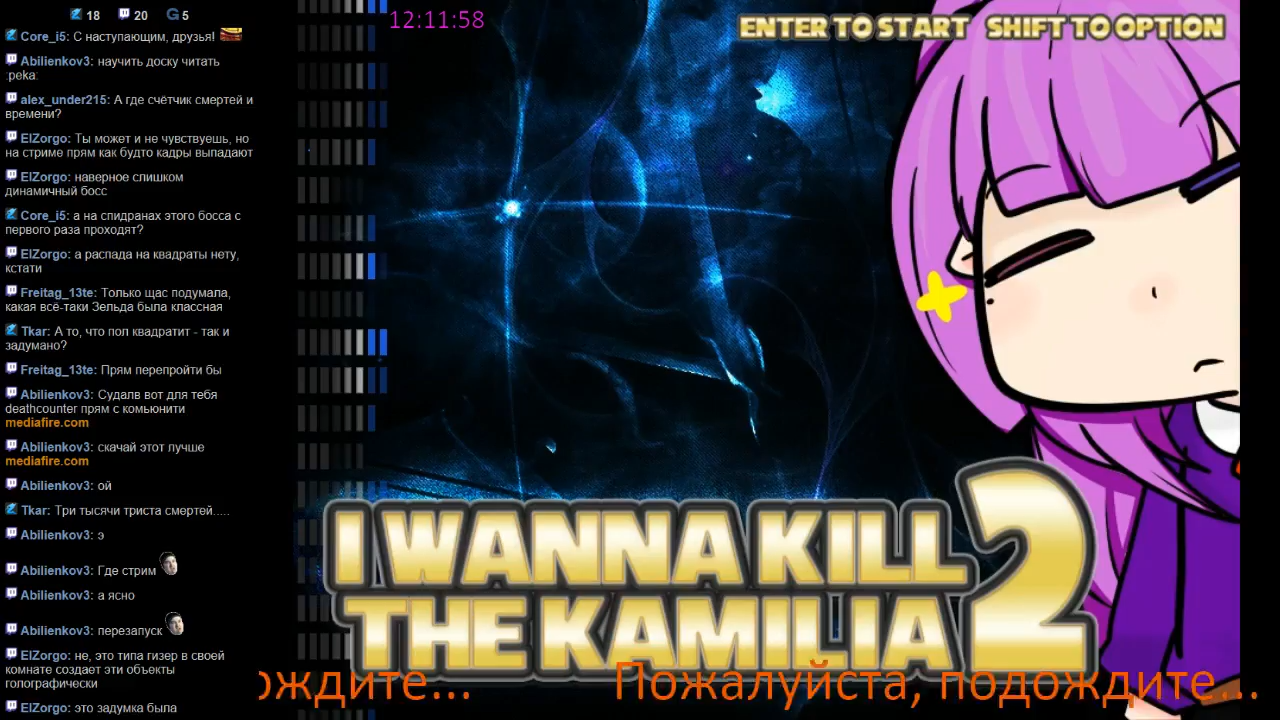 18 20 5
Core_i5: С наступающим, друзья!
Abilienkov3: научить доску читать
:peka:
alex_under215: А где счётчик смертей и
времени?
ElZorgo: Ты может и не чувствуешь, но
на стриме прям как будто кадры выпадают
ElZorgo: наверное слишком
динамичный босс
Core_i5: а на спидранах этого босса с
первого раза проходят?
ElZorgo: а распада на квадраты нету,
кстати
Freitag_13te: Только щас подумала,
какая всё-таки Зельда была классная
Tkar: А то, что пол квадратит - так и
задумано?
Freitag_13te: Прям перепройти бы
Abilienkov3: Судалв вот для тебя
deathcounter прям с комьюнити
mediafire.com
Abilienkov3: скачай этот лучше
mediafire.com
Abilienkov3: ой
Tkar: Три тысячи триста смертей.....
Abilienkov3: э
Abilienkov3: Где стрим
Abilienkov3: а ясно
Abilienkov3: перезапуск
ElZorgo: не, это типа гизер в своей
комнате создает эти объекты
голографически
ElZorgo: это задумка была
12:11:58
ENTER TO START SHIFT TO OPTION
I WANNA KILL
THE KAMILIA 2
ождите... Пожалуйста, подождите...